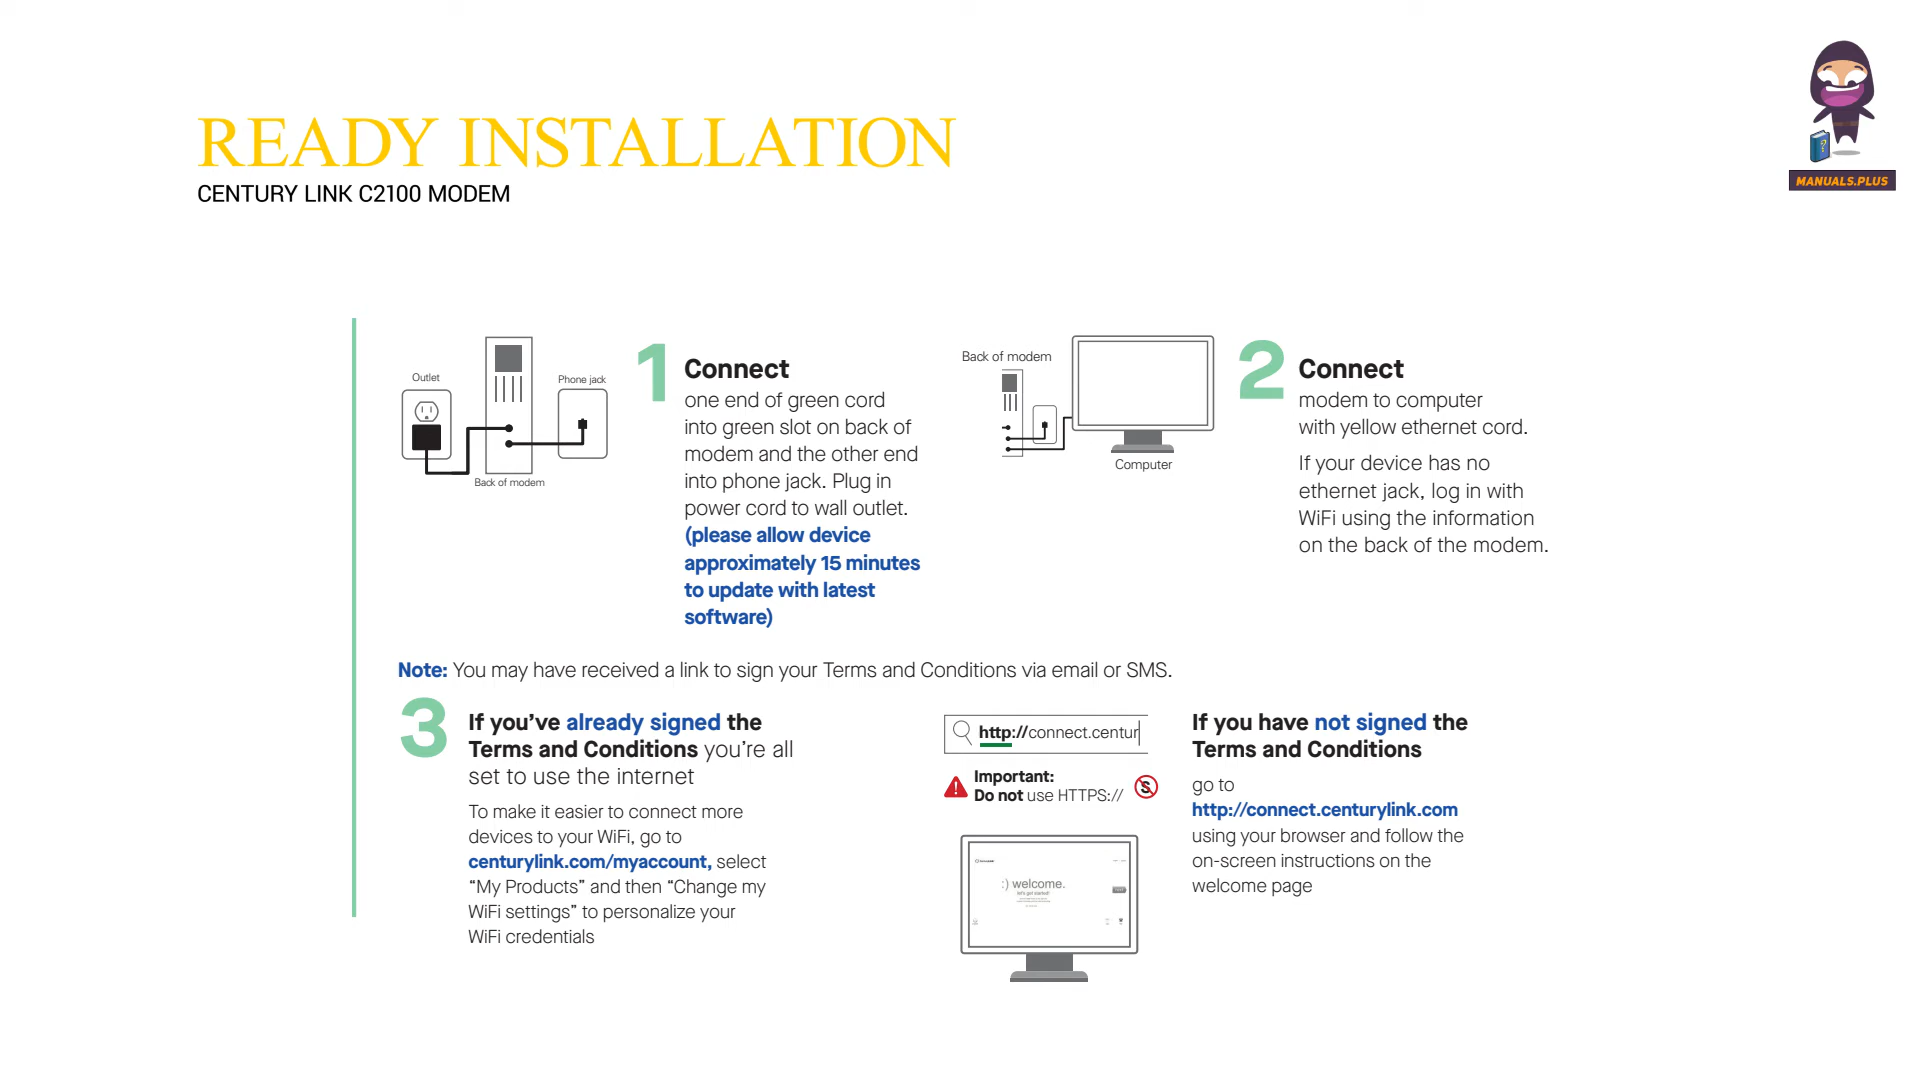 READY INSTALLATION
CENTURY LINK C2100 MODEM
MANUALS.PLUS
Outlet
Phone jack
Back of modem
1
Connect
one end of green cord
into green slot on back of
modem and the other end
into phone jack. Plug in
power cord to wall outlet.
(please allow device
approximately 15 minutes
to update with latest
software)
Back of modem
Computer
2
Connect
modem to computer
with yellow ethernet cord.
If your device has no
ethernet jack, log in with
WiFi using the information
on the back of the modem.
Note: You may have received a link to sign your Terms and Conditions via email or SMS.
3
If you’ve already signed the
Terms and Conditions you’re all
set to use the internet
To make it easier to connect more
devices to your WiFi, go to
centurylink.com/myaccount, select
“My Products” and then “Change my
WiFi settings” to personalize your
WiFi credentials
http://connect.centur
Important:
Do not use HTTPS://
S
:) welcome.
let's get started!
If you have not signed the
Terms and Conditions
go to
http://connect.centurylink.com
using your browser and follow the
on-screen instructions on the
welcome page